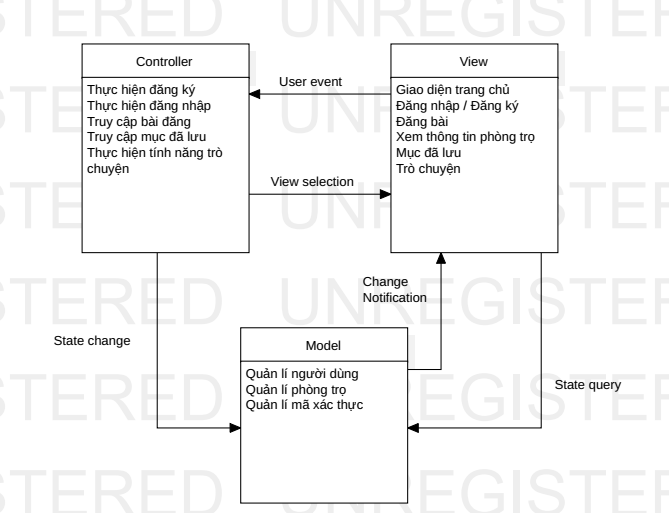 Controller
Thực hiện đăng ký
Thực hiện đăng nhập
Truy cập bài đăng
Truy cập mục đã lưu
Thực hiện tính năng trò
chuyện
User event
View selection
View
Giao diện trang chủ
Đăng nhập / Đăng ký
Đăng bài
Xem thông tin phòng trọ
Mục đã lưu
Trò chuyện
State change
Change
Notification
State query
Model
Quản lí người dùng
Quản lí phòng trọ
Quản lí mã xác thực
UNREGISTERED